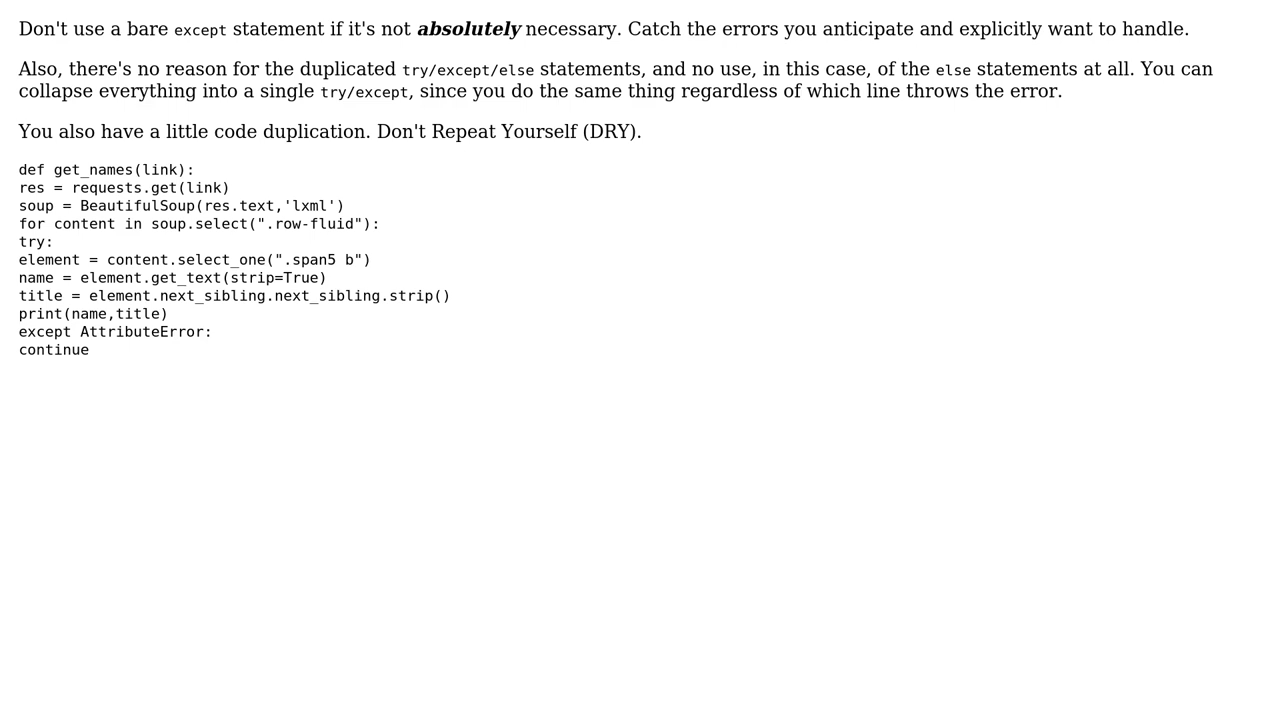 Don't use a bare except statement if it's not absolutely necessary. Catch the errors you anticipate and explicitly want to handle.
Also, there's no reason for the duplicated try/except/else statements, and no use, in this case, of the else statements at all. You can
collapse everything into a single try/except, since you do the same thing regardless of which line throws the error.
You also have a little code duplication. Don't Repeat Yourself (DRY).
def get_names(link):
res = requests.get(link)
soup = BeautifulSoup(res.text,'lxml')
for content in soup.select(".row-fluid"):
try:
element = content.select_one(".span5 b")
name = element.get_text(strip=True)
title = element.next_sibling.next_sibling.strip()
print(name,title)
except AttributeError:
continue